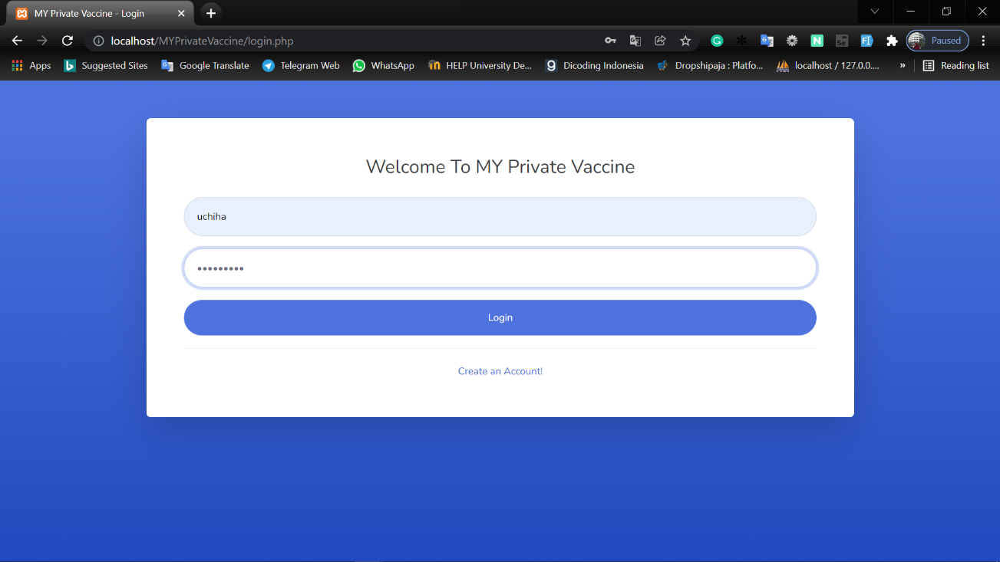 MY Private Vaccine - Login
localhost/MYPrivateVaccine/login.php
Paused
Apps
Suggested Sites
Google Translate
Telegram Web
WhatsApp
HELP University De...
Dicoding Indonesia
Dropshipaja : Platfo...
localhost / 127.0.0....
»
Reading list
Welcome To MY Private Vaccine
uchiha
•••••••••
Login
Create an Account!